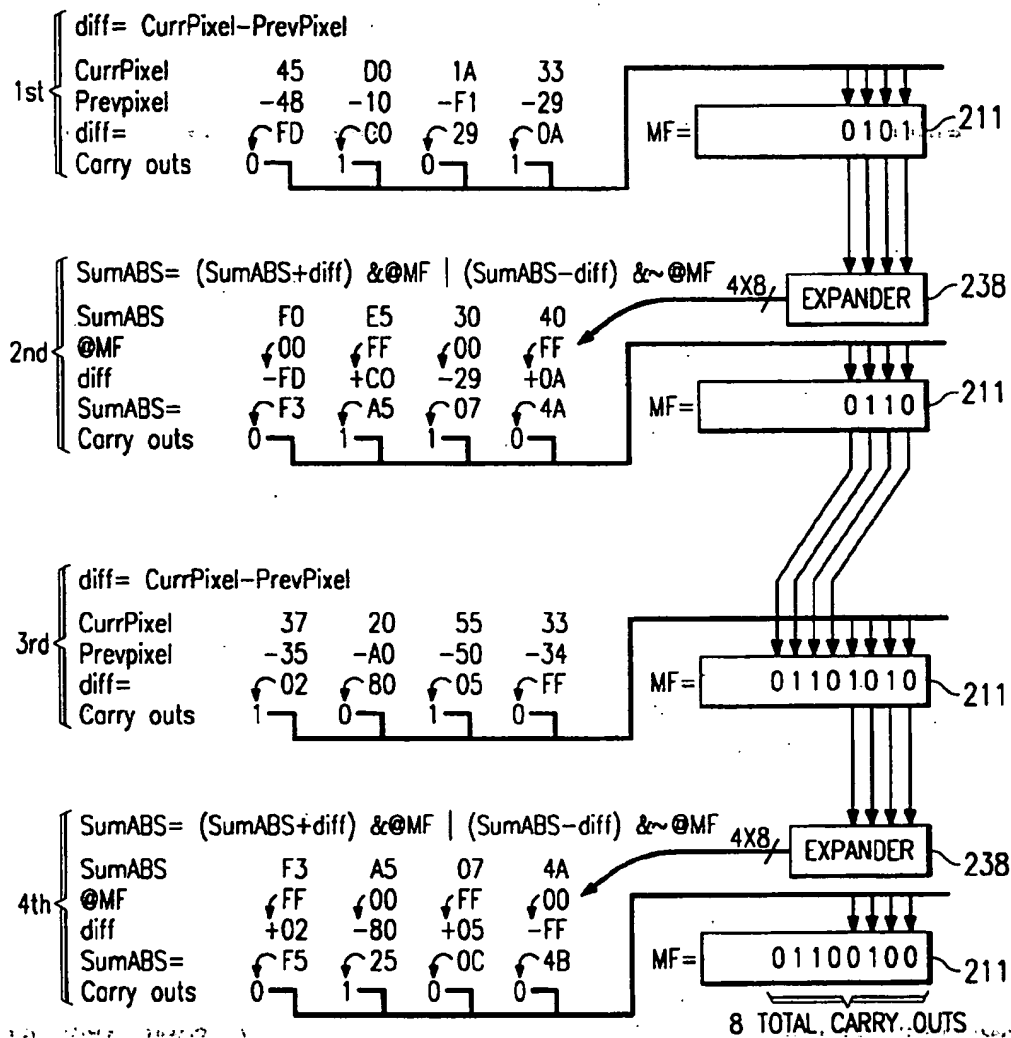 diff= CurrPixel-PrevPixel
1st
CurrPixel 45 D0 1A 33
Prevpixel -48 -10 -F1 -29
diff= FD C0 29 0A
Carry outs 0 1 0 1
MF= 0101 211
SumABS= (SumABS+diff) &@MF | (SumABS-diff) &~@MF
4X8 EXPANDER 238
2nd
SumABS F0 E5 30 40
@MF 00 FF 00 FF
diff -FD +C0 -29 +0A
SumABS= F3 A5 07 4A
Carry outs 0 1 1 0
MF= 0110 211
diff= CurrPixel-PrevPixel
3rd
CurrPixel 37 20 55 33
Prevpixel -35 -A0 -50 -34
diff= 02 80 05 FF
Carry outs 1 0 1 0
MF= 01101010 211
SumABS= (SumABS+diff) &@MF | (SumABS-diff) &~@MF
4X8 EXPANDER 238
4th
SumABS F3 A5 07 4A
@MF FF 00 FF 00
diff +02 -80 +05 -FF
SumABS= F5 25 0C 4B
Carry outs 0 1 0 0
MF= 01100100 211
8 TOTAL CARRY OUTS